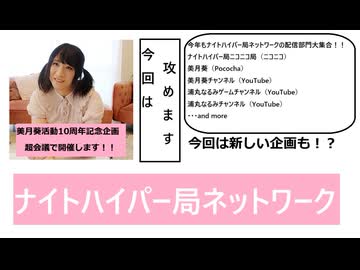 美月葵活動10周年記念企画
超会議で開催します！！
今回は
攻めます
今年もナイトハイパー局ネットワークの配信部門大集合！！
ナイトハイパー局ニコニコ局（ニコニコ）
美月葵（Pococha）
美月葵チャンネル（YouTube）
浦丸なるみゲームチャンネル（YouTube）
浦丸なるみチャンネル（YouTube）
・・・and more
今回は新しい企画も！？
ナイトハイパー局ネットワーク